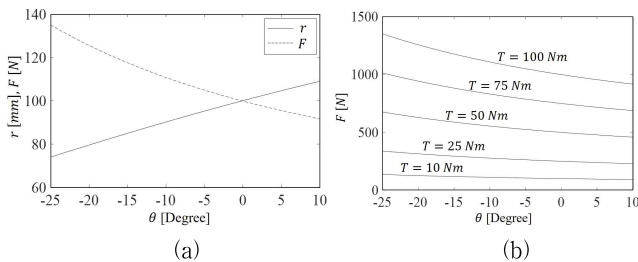 140
120
100
80
60
r [mm], F [N]
r
F
-25 -20 -15 -10 -5 0 5 10
θ [Degree]
(a)
1500
1000
500
0
F [N]
T = 100 Nm
T = 75 Nm
T = 50 Nm
T = 25 Nm
T = 10 Nm
-25 -20 -15 -10 -5 0 5 10
θ [Degree]
(b)